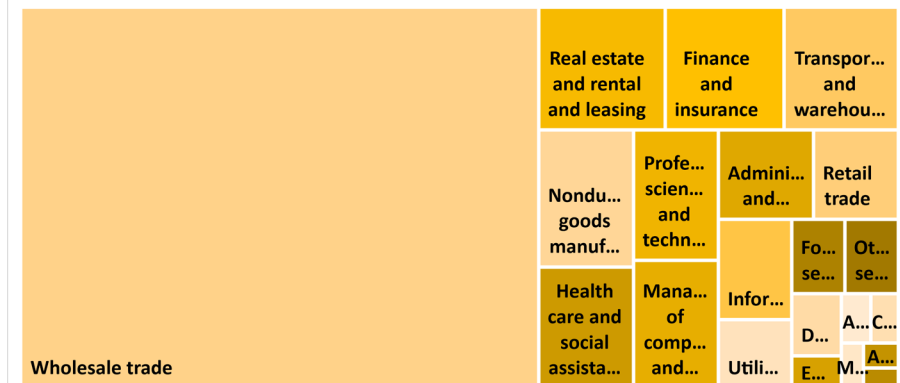 Wholesale trade
Real estate
and rental
and leasing
Finance
and
insurance
Transpor...
and
warehou...
Nondu...
goods
manuf...
Profe...
scien...
and
techn...
Admini...
and...
Retail
trade
Health
care and
social
assista...
Mana...
of
comp...
and...
Infor...
Utili...
Fo...
se...
Ot...
se...
D...
A...
C...
E...
M...
A...